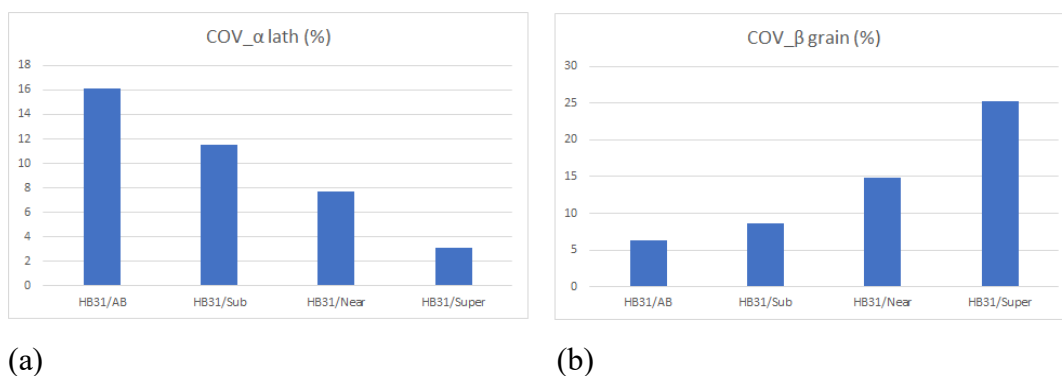 COV_α lath (%)
18
16
14
12
10
8
6
4
2
0
HB31/AB HB31/Sub HB31/Near HB31/Super
(a)
COV_β grain (%)
30
25
20
15
10
5
0
HB31/AB HB31/Sub HB31/Near HB31/Super
(b)